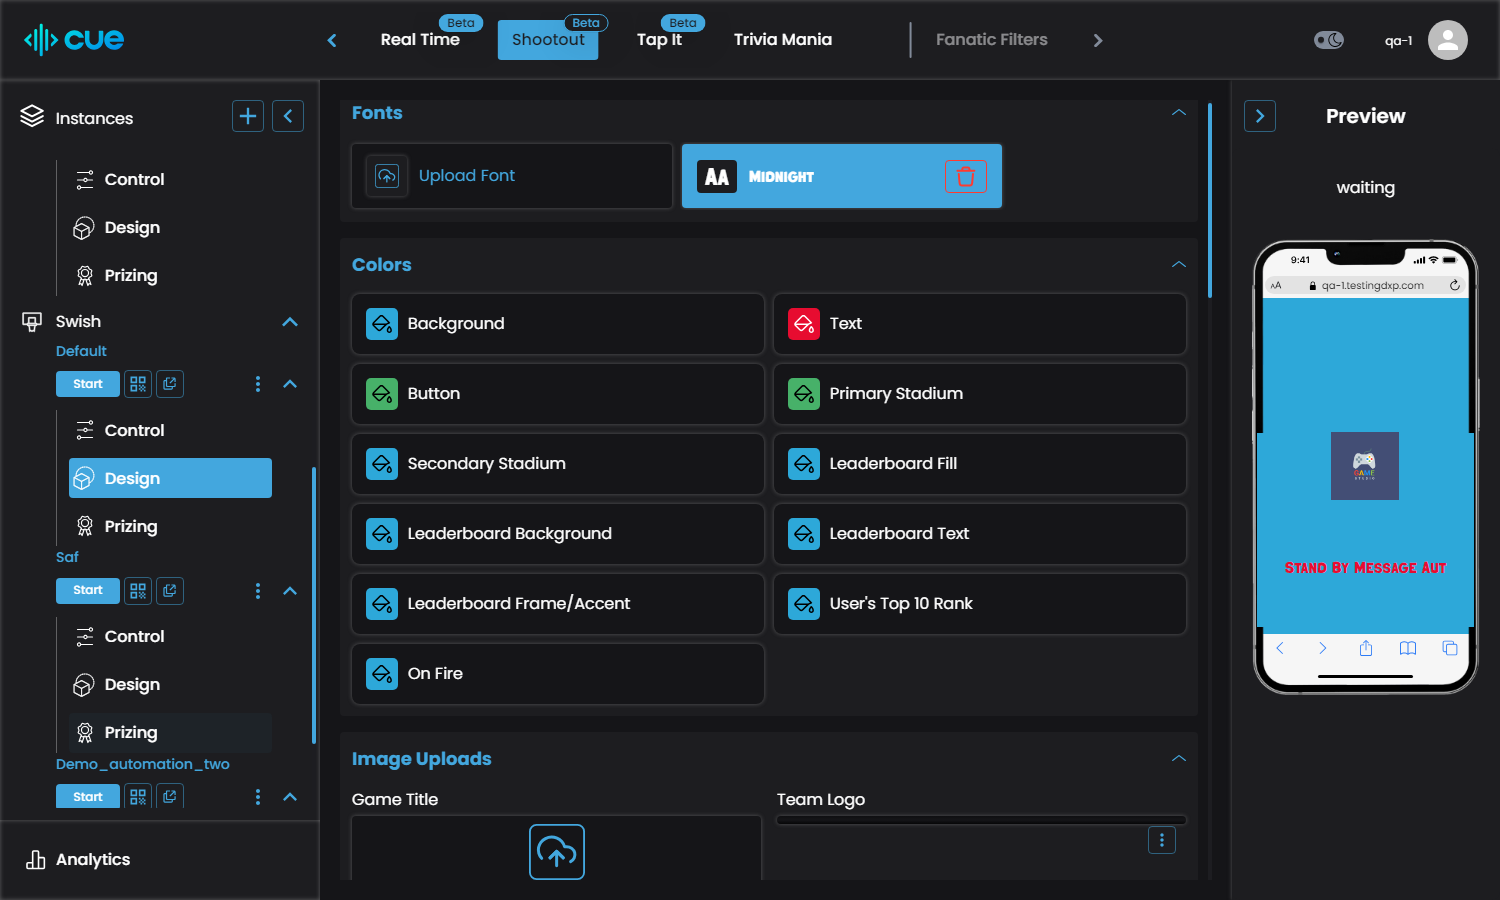 cue
Real Time
Beta
Shootout
Beta
Tap It
Beta
Trivia Mania
Fanatic Filters
qa-1
Instances
Control
Design
Prizing
Swish
Default
Start
Control
Design
Prizing
Saf
Start
Control
Design
Prizing
Demo_automation_two
Start
Analytics
Fonts
Upload Font
AA
Midnight
Colors
Background
Text
Button
Primary Stadium
Secondary Stadium
Leaderboard Fill
Leaderboard Background
Leaderboard Text
Leaderboard Frame/Accent
User's Top 10 Rank
On Fire
Image Uploads
Game Title
Team Logo
Preview
waiting
9:41
AA
qa-1.testingdxp.com
GAME
STUDIO
Stand By Message Aut